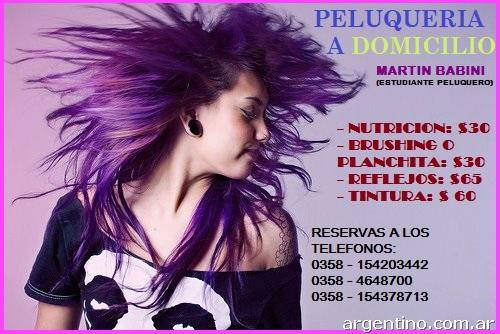 PELUQUERIA
A DOMICILIO
MARTIN BABINI
(ESTUDIANTE PELUQUERO)
- NUTRICION: $30
- BRUSHING O
PLANCHITA: $30
- REFLEJOS: $65
- TINTURA: $ 60
RESERVAS A LOS
TELEFONOS:
0358 - 154203442
0358 - 4648700
0358 - 154378713
argentino.com.ar